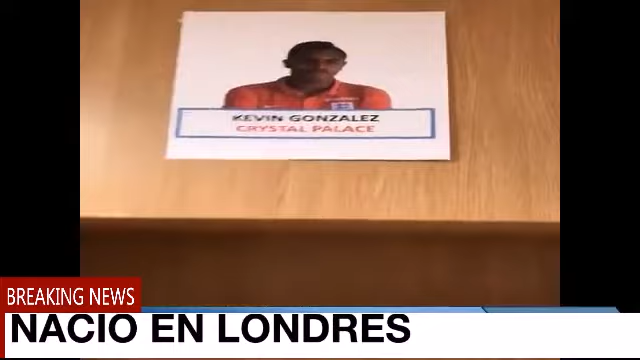 KEVIN GONZALEZ
CRYSTAL PALACE
BREAKING NEWS
NACIO EN LONDRES